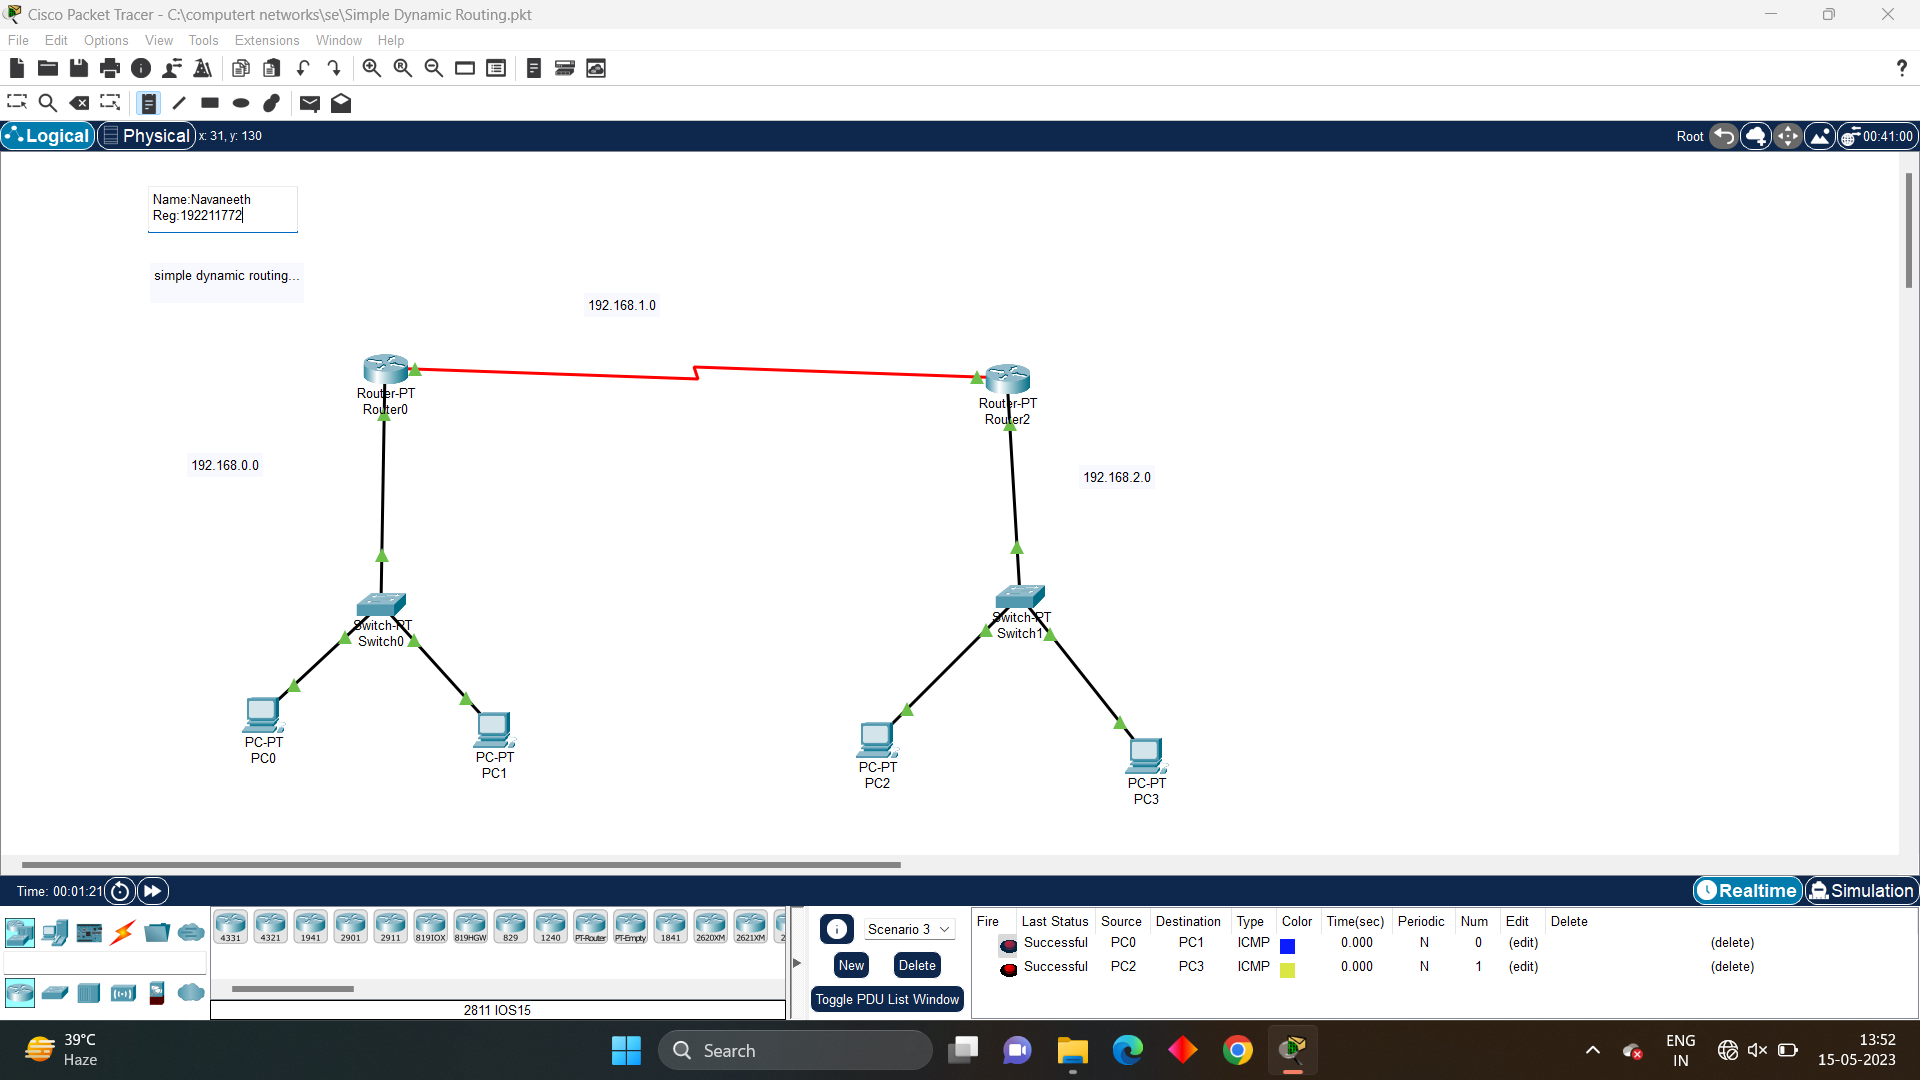 Cisco Packet Tracer - C:\computert networks\se\Simple Dynamic Routing.pkt
File Edit Options View Tools Extensions Window Help
?
Logical Physical x: 31, y: 130 Root 00:41:00
Name:Navaneeth
Reg:192211772
simple dynamic routing...
192.168.1.0
Router-PT
Router0
Router-PT
Router2
192.168.0.0
192.168.2.0
Switch-PT
Switch0
Switch-PT
Switch1
PC-PT
PC0
PC-PT
PC1
PC-PT
PC2
PC-PT
PC3
Time: 00:01:21 Realtime Simulation
4331 4321 1941 2901 2911 819IOX 819HGW 829 1240 PT-Router PT-Empty 1841 2620XM 2621XM 2
2811 IOS15
Scenario 3
New Delete
Toggle PDU List Window
Fire Last Status Source Destination Type Color Time(sec) Periodic Num Edit Delete
Successful PC0 PC1 ICMP 0.000 N 0 (edit) (delete)
Successful PC2 PC3 ICMP 0.000 N 1 (edit) (delete)
39°C
Haze
Search
ENG
IN
13:52
15-05-2023